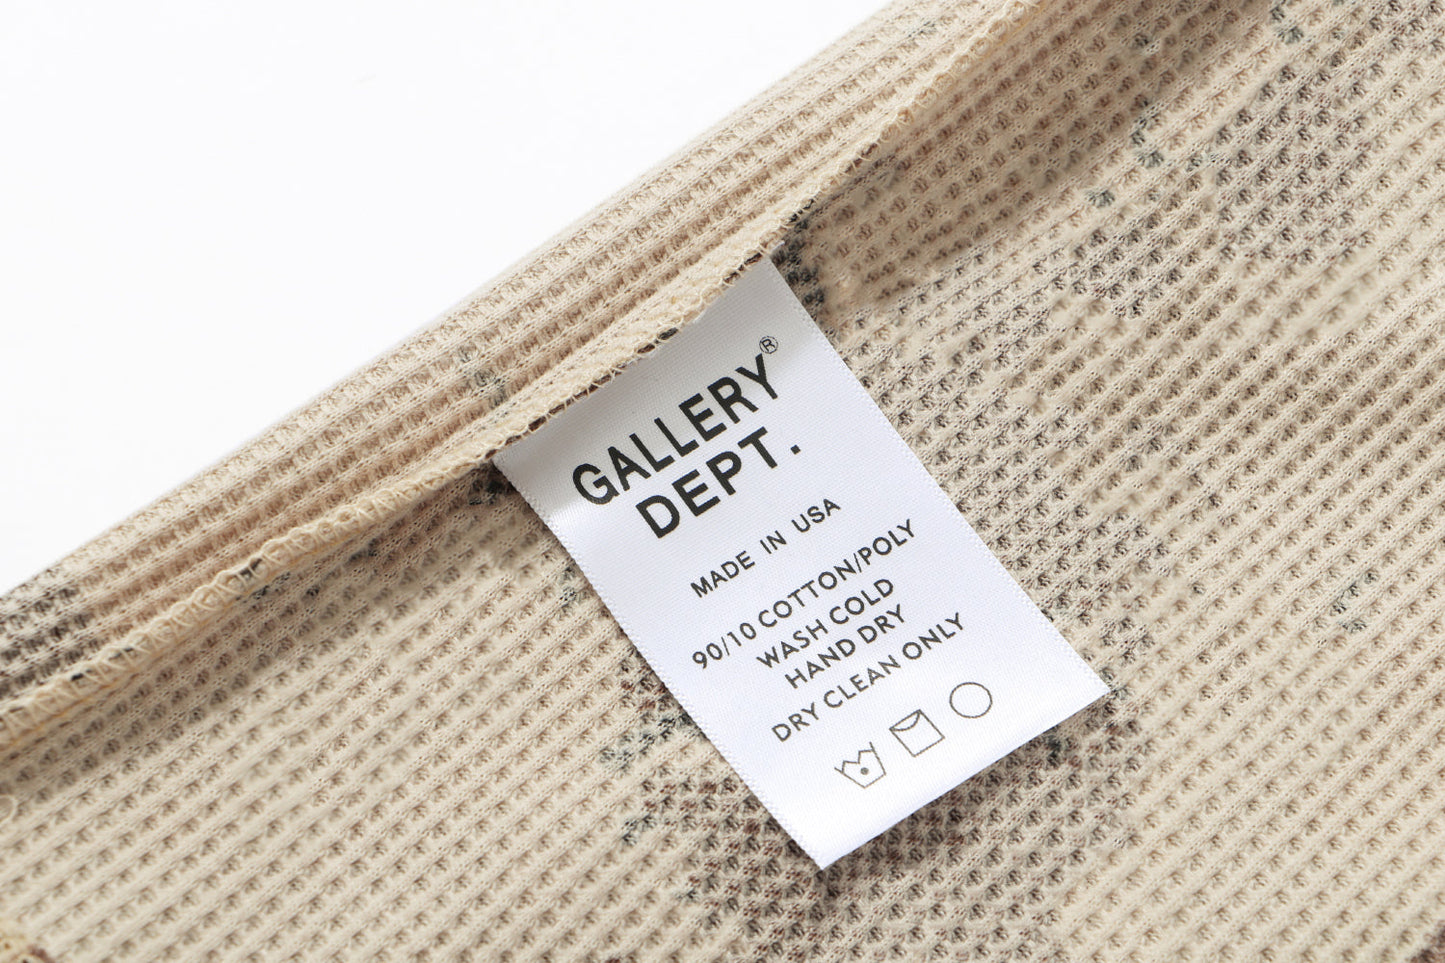 GALLERY®
DEPT.
MADE IN USA
90/10 COTTON/POLY
WASH COLD
HAND DRY
DRY CLEAN ONLY